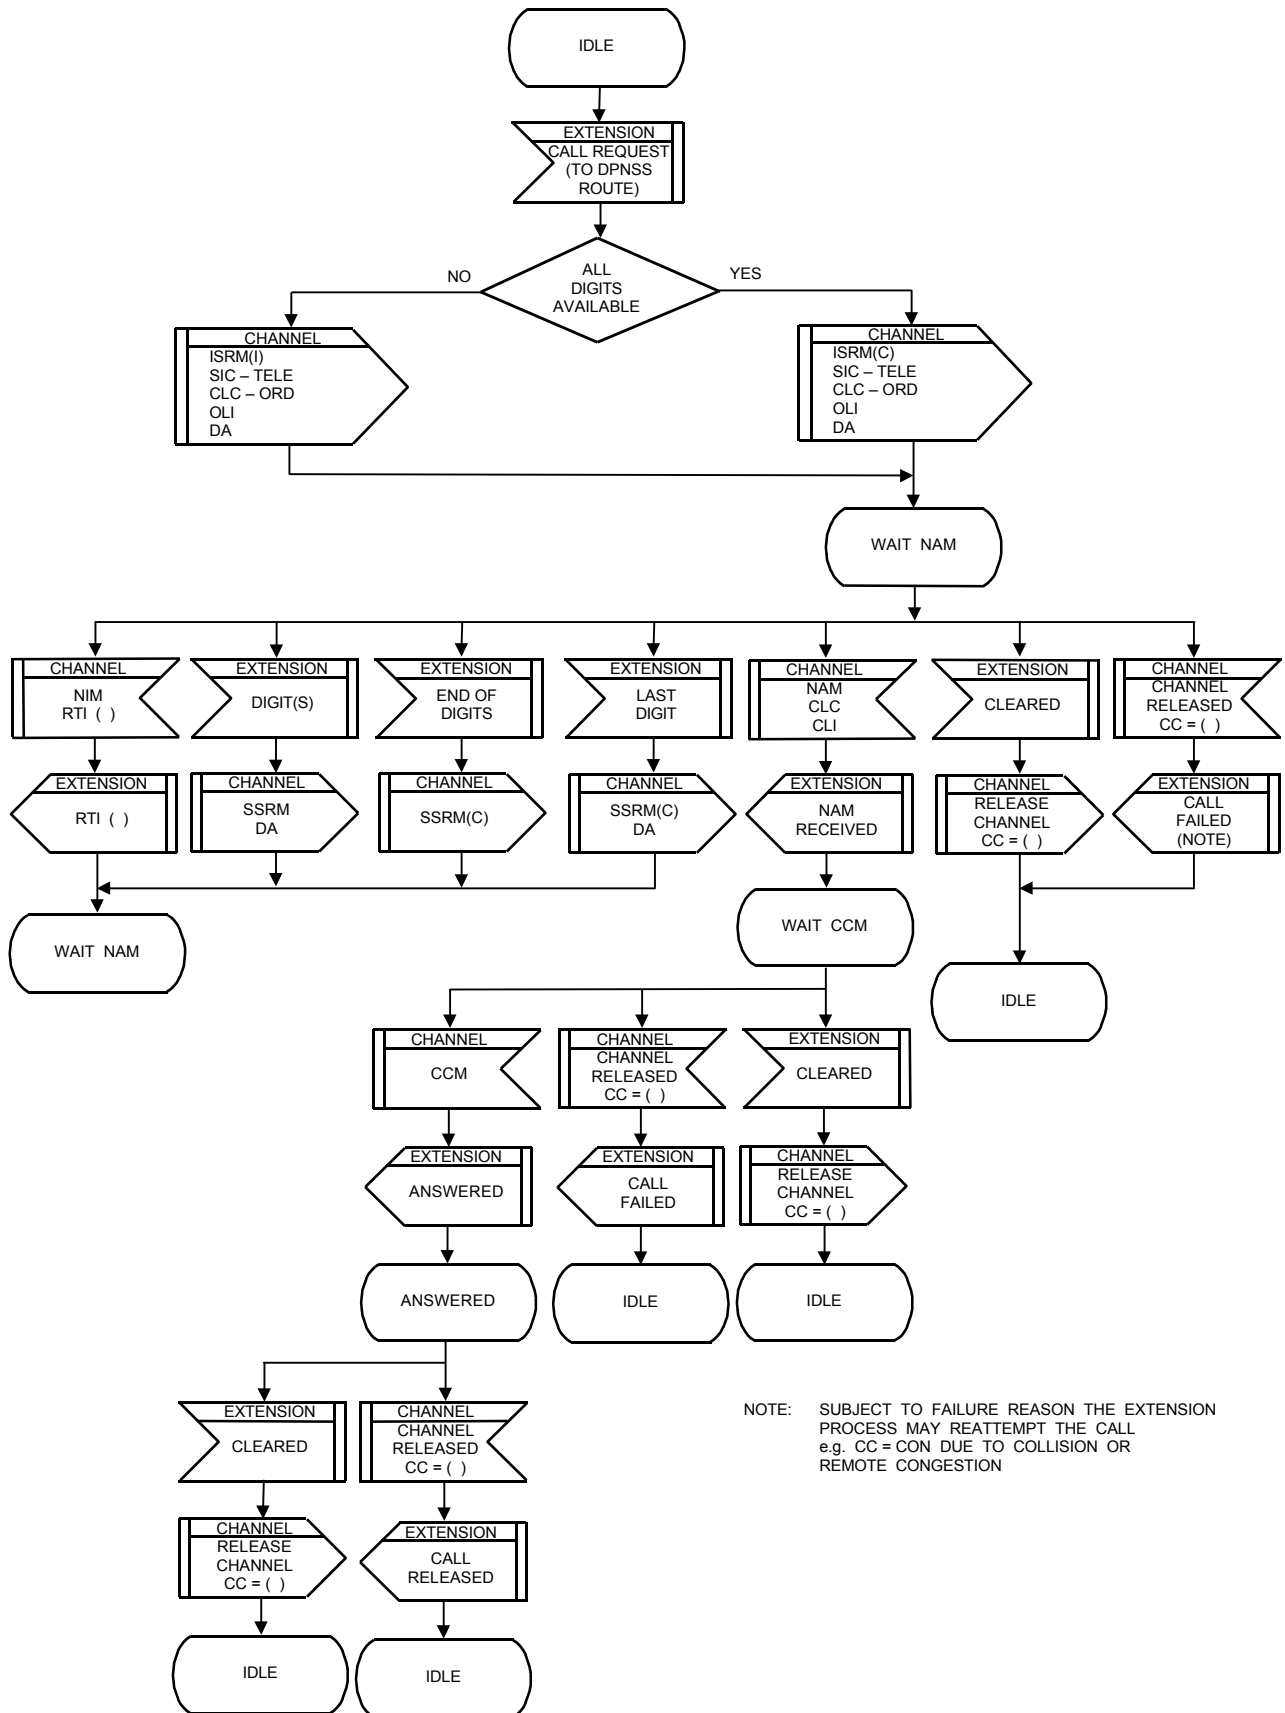 IDLE
EXTENSION
CALL REQUEST
(TO DPNSS
ROUTE)
ALL
DIGITS
AVAILABLE
NO
YES
CHANNEL
ISRM(I)
SIC – TELE
CLC – ORD
OLI
DA
CHANNEL
ISRM(C)
SIC – TELE
CLC – ORD
OLI
DA
WAIT NAM
CHANNEL
NIM
RTI ( )
EXTENSION
DIGIT(S)
EXTENSION
END OF
DIGITS
EXTENSION
LAST
DIGIT
CHANNEL
NAM
CLC
CLI
EXTENSION
CLEARED
CHANNEL
CHANNEL
RELEASED
CC = ( )
EXTENSION
RTI ( )
CHANNEL
SSRM
DA
CHANNEL
SSRM(C)
CHANNEL
SSRM(C)
DA
EXTENSION
NAM
RECEIVED
CHANNEL
RELEASE
CHANNEL
CC = ( )
EXTENSION
CALL
FAILED
(NOTE)
WAIT NAM
WAIT CCM
IDLE
CHANNEL
CCM
CHANNEL
CHANNEL
RELEASED
CC = ( )
EXTENSION
CLEARED
EXTENSION
ANSWERED
EXTENSION
CALL
FAILED
CHANNEL
RELEASE
CHANNEL
CC = ( )
ANSWERED
IDLE
IDLE
EXTENSION
CLEARED
CHANNEL
CHANNEL
RELEASED
CC = ( )
NOTE: SUBJECT TO FAILURE REASON THE EXTENSION
PROCESS MAY REATTEMPT THE CALL
e.g. CC = CON DUE TO COLLISION OR
REMOTE CONGESTION
CHANNEL
RELEASE
CHANNEL
CC = ( )
EXTENSION
CALL
RELEASED
IDLE
IDLE